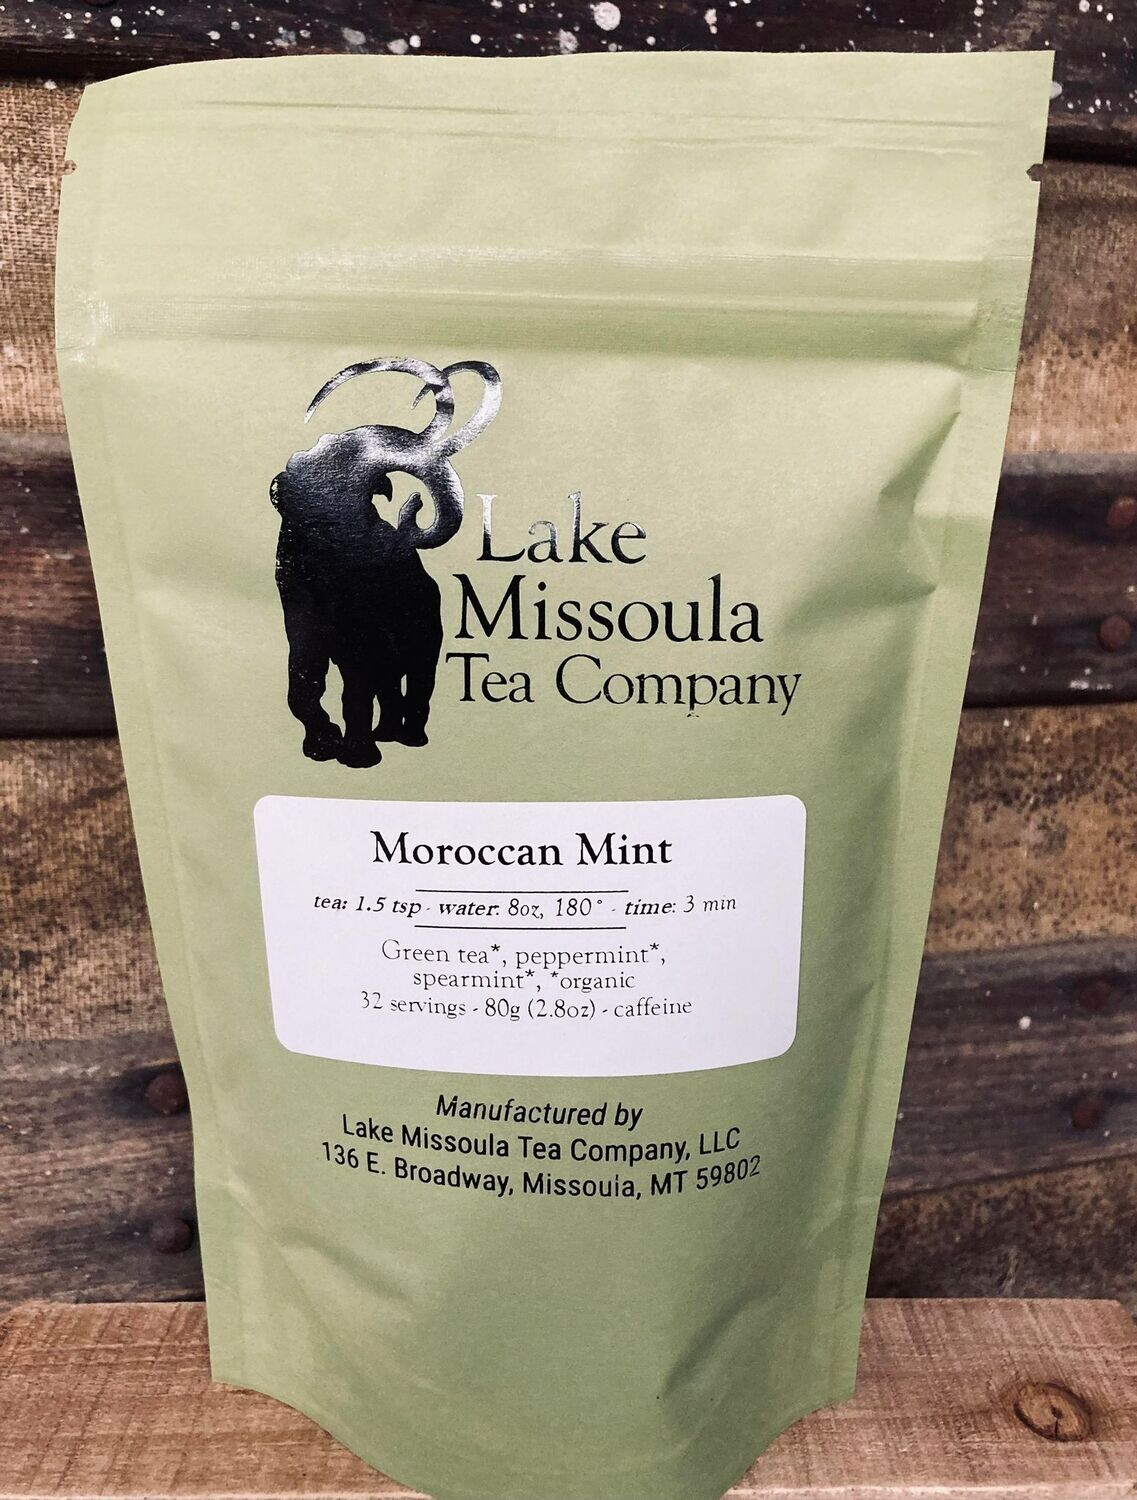 Lake
Missoula
Tea Company
Moroccan Mint
tea: 1.5 tsp - water: 8oz, 180° - time: 3 min
Green tea*, peppermint*,
spearmint*, *organic
32 servings - 80g (2.8oz) - caffeine
Manufactured by
Lake Missoula Tea Company, LLC
136 E. Broadway, Missoula, MT 59802